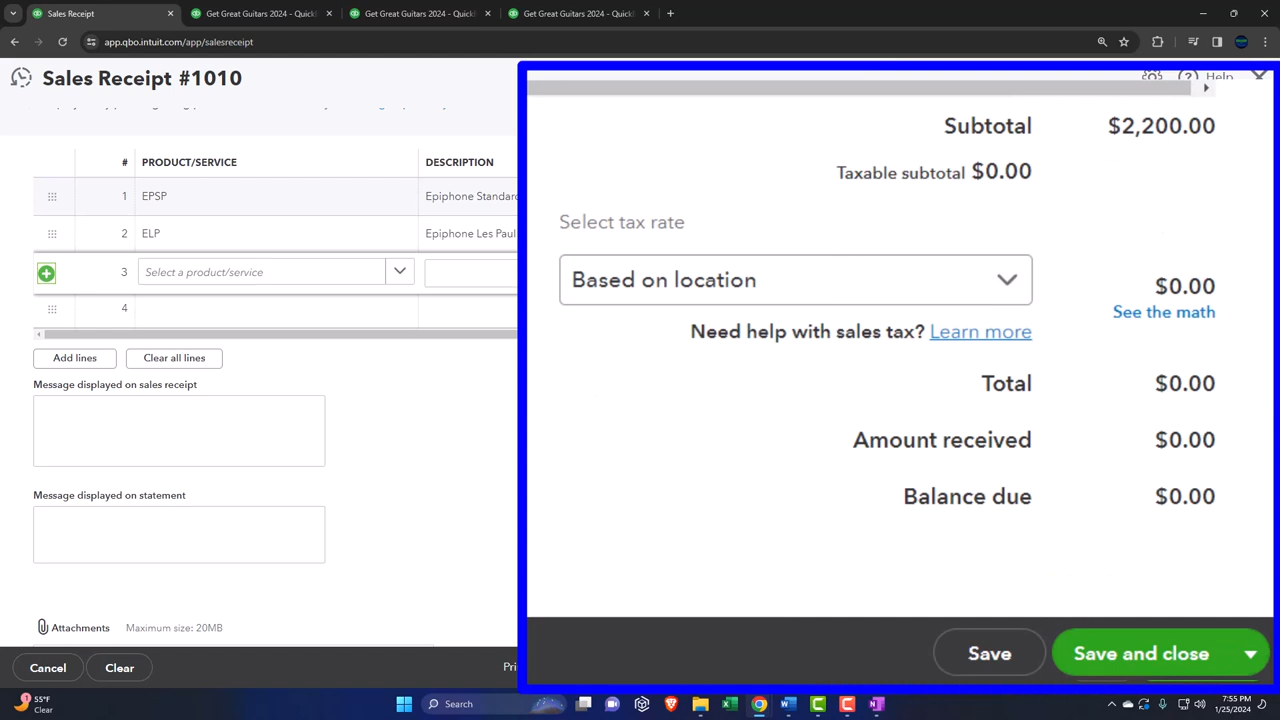 Sales Receipt
Get Great Guitars 2024 - Quick
Get Great Guitars 2024 - Quick
Get Great Guitars 2024 - Quick
app.qbo.intuit.com/app/salesreceipt
Sales Receipt #1010
Help
# PRODUCT/SERVICE DESCRIPTION
1 EPSP Epiphone Standard
2 ELP Epiphone Les Paul
3 Select a product/service
4
Add lines Clear all lines
Message displayed on sales receipt
Message displayed on statement
Attachments Maximum size: 20MB
Cancel Clear
Subtotal $2,200.00
Taxable subtotal $0.00
Select tax rate
Based on location $0.00
See the math
Need help with sales tax? Learn more
Total $0.00
Amount received $0.00
Balance due $0.00
Save Save and close
1 55°F
Clear
Search
7:55 PM
1/25/2024